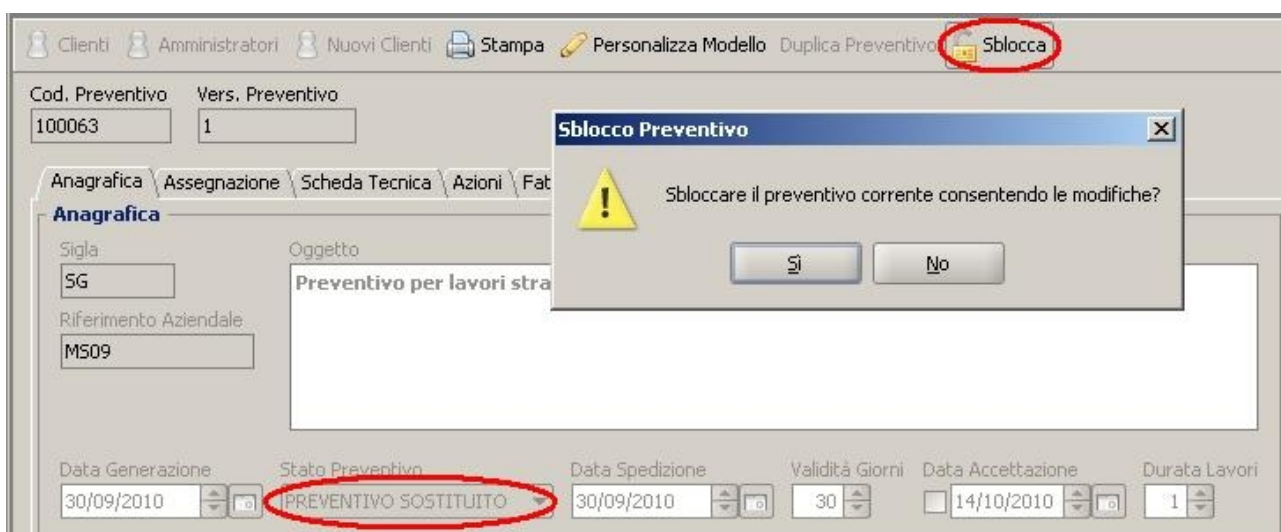 Clienti Amministratori Nuovi Clienti Stampa Personalizza Modello Duplica Preventivo Sblocca
Cod. Preventivo Vers. Preventivo
100063 1
Sblocco Preventivo
Sbloccare il preventivo corrente consentendo le modifiche?
Sì No
Anagrafica Assegnazione Scheda Tecnica Azioni Fat
Anagrafica
Sigla Oggetto
SG Preventivo per lavori stra
Riferimento Aziendale
MS09
Data Generazione Stato Preventivo Data Spedizione Validità Giorni Data Accettazione Durata Lavori
30/09/2010 PREVENTIVO SOSTITUITO 30/09/2010 30 14/10/2010 1